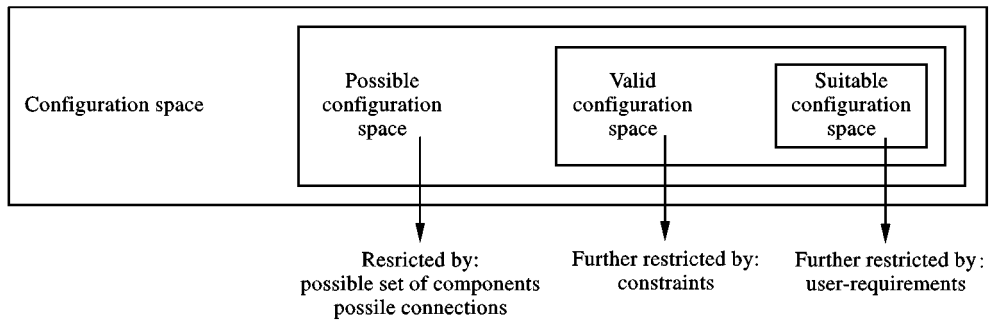 Configuration space
Possible
configuration
space
Valid
configuration
space
Suitable
configuration
space
Resricted by:
possible set of components
possile connections
Further restricted by:
constraints
Further restricted by:
user-requirements